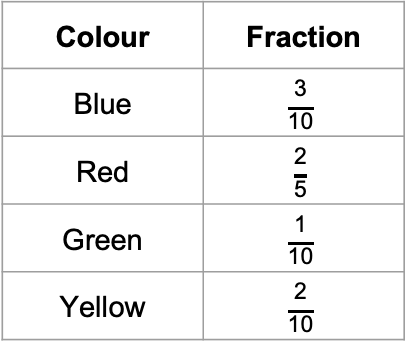 Colour Fraction
Blue 3/10
Red 2/5
Green 1/10
Yellow 2/10